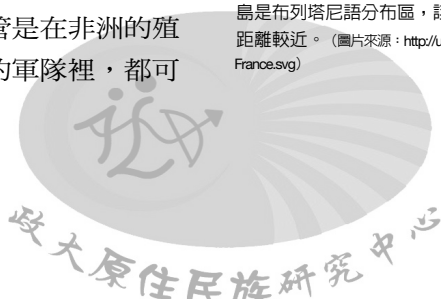 管是在非洲的殖
的軍隊裡，都可
島是布列塔尼語分布區，
距離較近。（圖片來源：http://u
France.svg）
政大原住民族研究中心